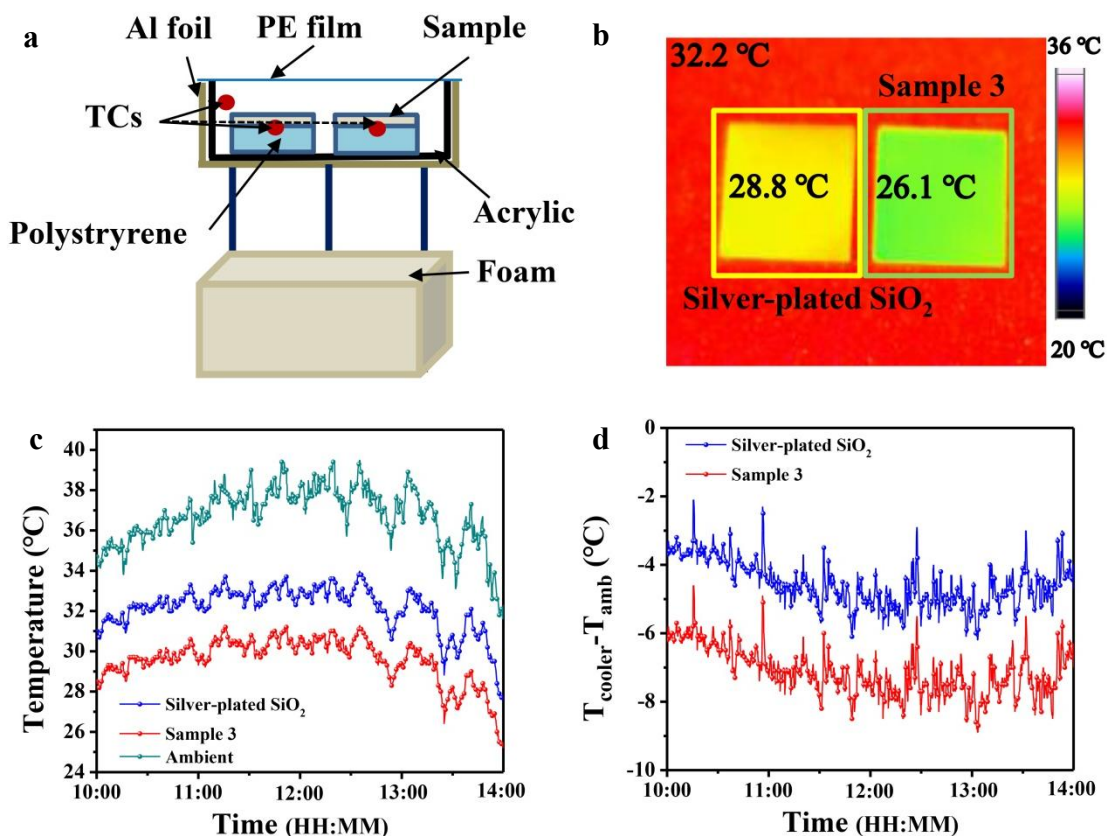 a
Al foil
PE film
Sample
TCs
Polystryrene
Acrylic
Foam
b
32.2 ℃
Sample 3
28.8 ℃
26.1 ℃
Silver-plated SiO₂
36 ℃
20 ℃
c
Temperature (°C)
40
38
36
34
32
30
28
26
24
Silver-plated SiO₂
Sample 3
Ambient
10:00
11:00
12:00
13:00
14:00
Time (HH:MM)
d
T_cooler-T_amb (°C)
0
-2
-4
-6
-8
-10
Silver-plated SiO₂
Sample 3
10:00
11:00
12:00
13:00
14:00
Time (HH:MM)